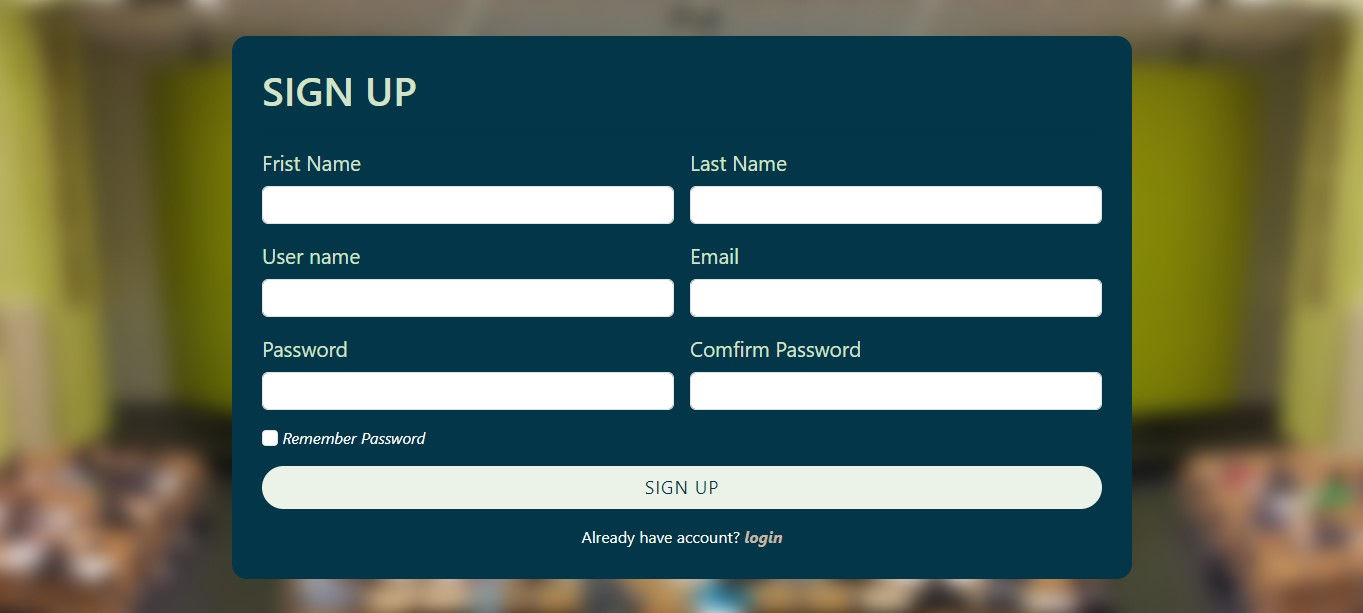 SIGN UP
Frist Name
Last Name
User name
Email
Password
Comfirm Password
Remember Password
SIGN UP
Already have account? login